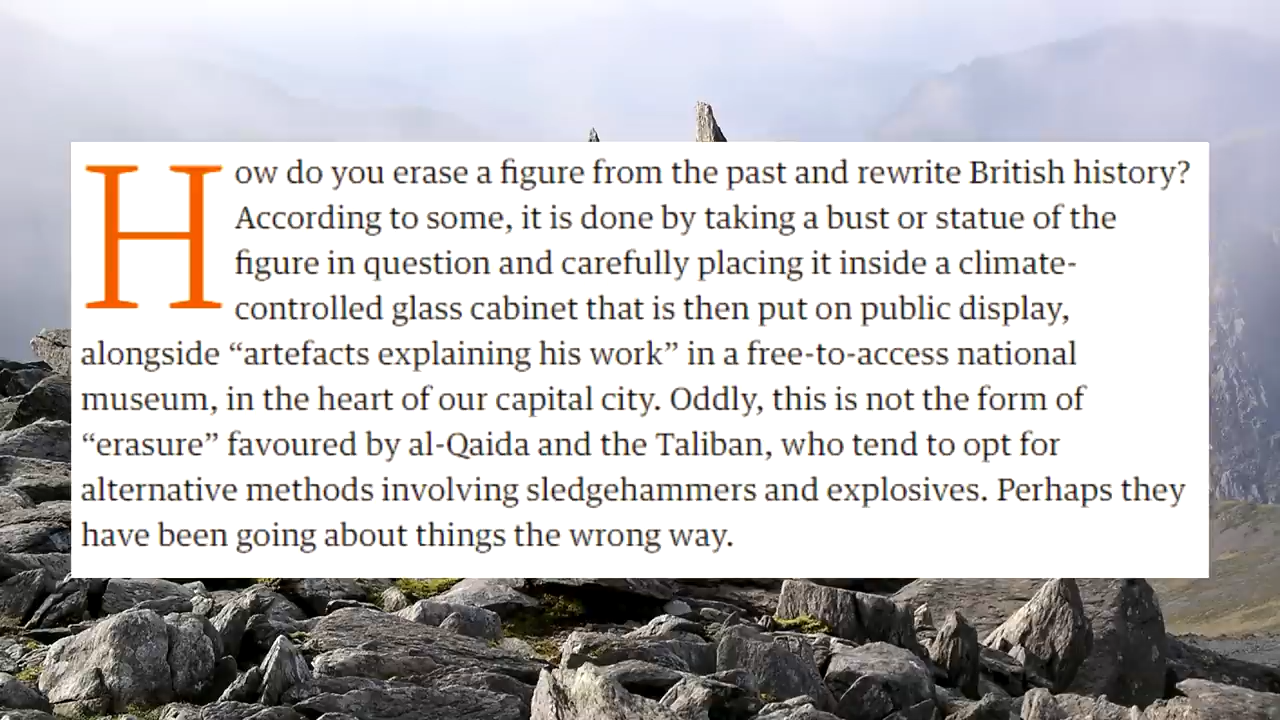 How do you erase a figure from the past and rewrite British history?
According to some, it is done by taking a bust or statue of the
figure in question and carefully placing it inside a climate-
controlled glass cabinet that is then put on public display,
alongside “artefacts explaining his work” in a free-to-access national
museum, in the heart of our capital city. Oddly, this is not the form of
“erasure” favoured by al-Qaida and the Taliban, who tend to opt for
alternative methods involving sledgehammers and explosives. Perhaps they
have been going about things the wrong way.